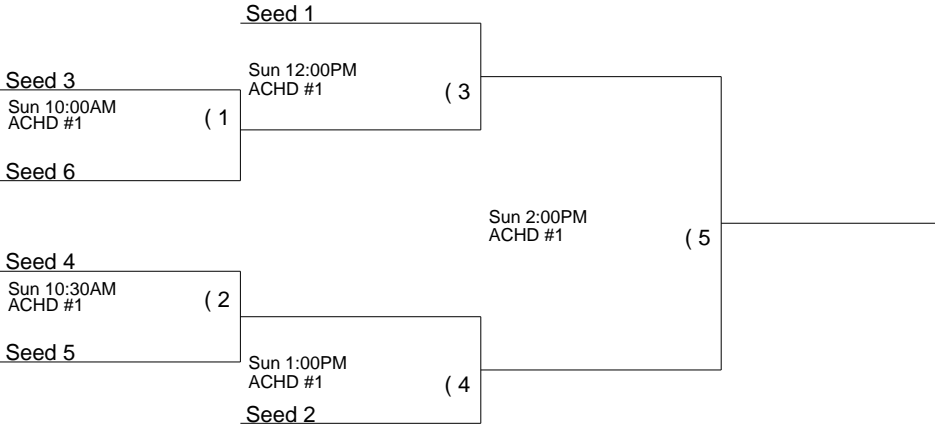 Seed 1
Sun 12:00PM
ACHD #1
( 3
Seed 3
Sun 10:00AM
ACHD #1
( 1
Seed 6
Sun 2:00PM
ACHD #1
( 5
Seed 4
Sun 10:30AM
ACHD #1
( 2
Seed 5
Sun 1:00PM
ACHD #1
( 4
Seed 2